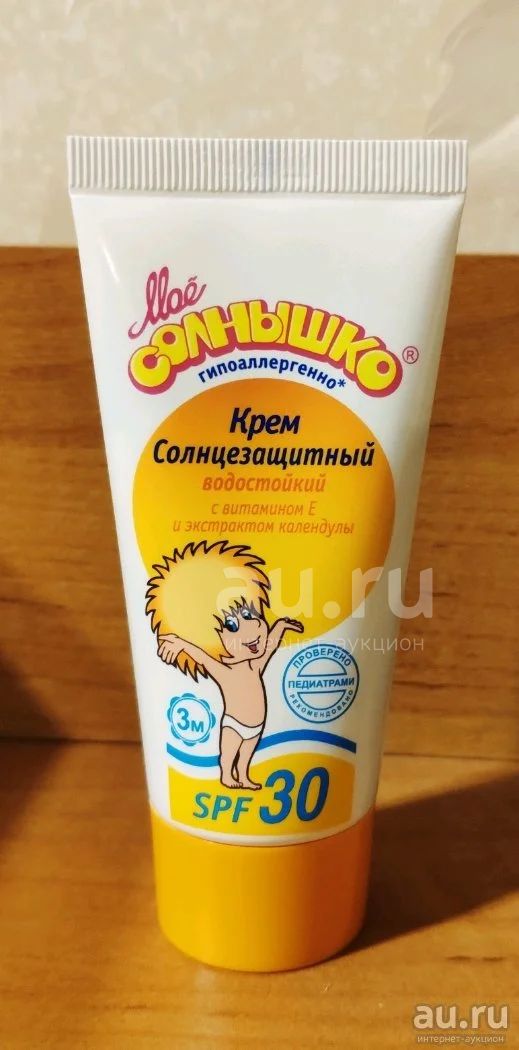 Моё
СОЛНЫШКО®
гипоаллергенно*
Крем
Солнцезащитный
водостойкий
с витамином Е
и экстрактом календулы
au.ru
интернет-аукцион
ПРОВЕРЕНО
ПЕДИАТРАМИ
РЕКОМЕНДОВАНО
3м
SPF 30
au.ru
интернет-аукцион